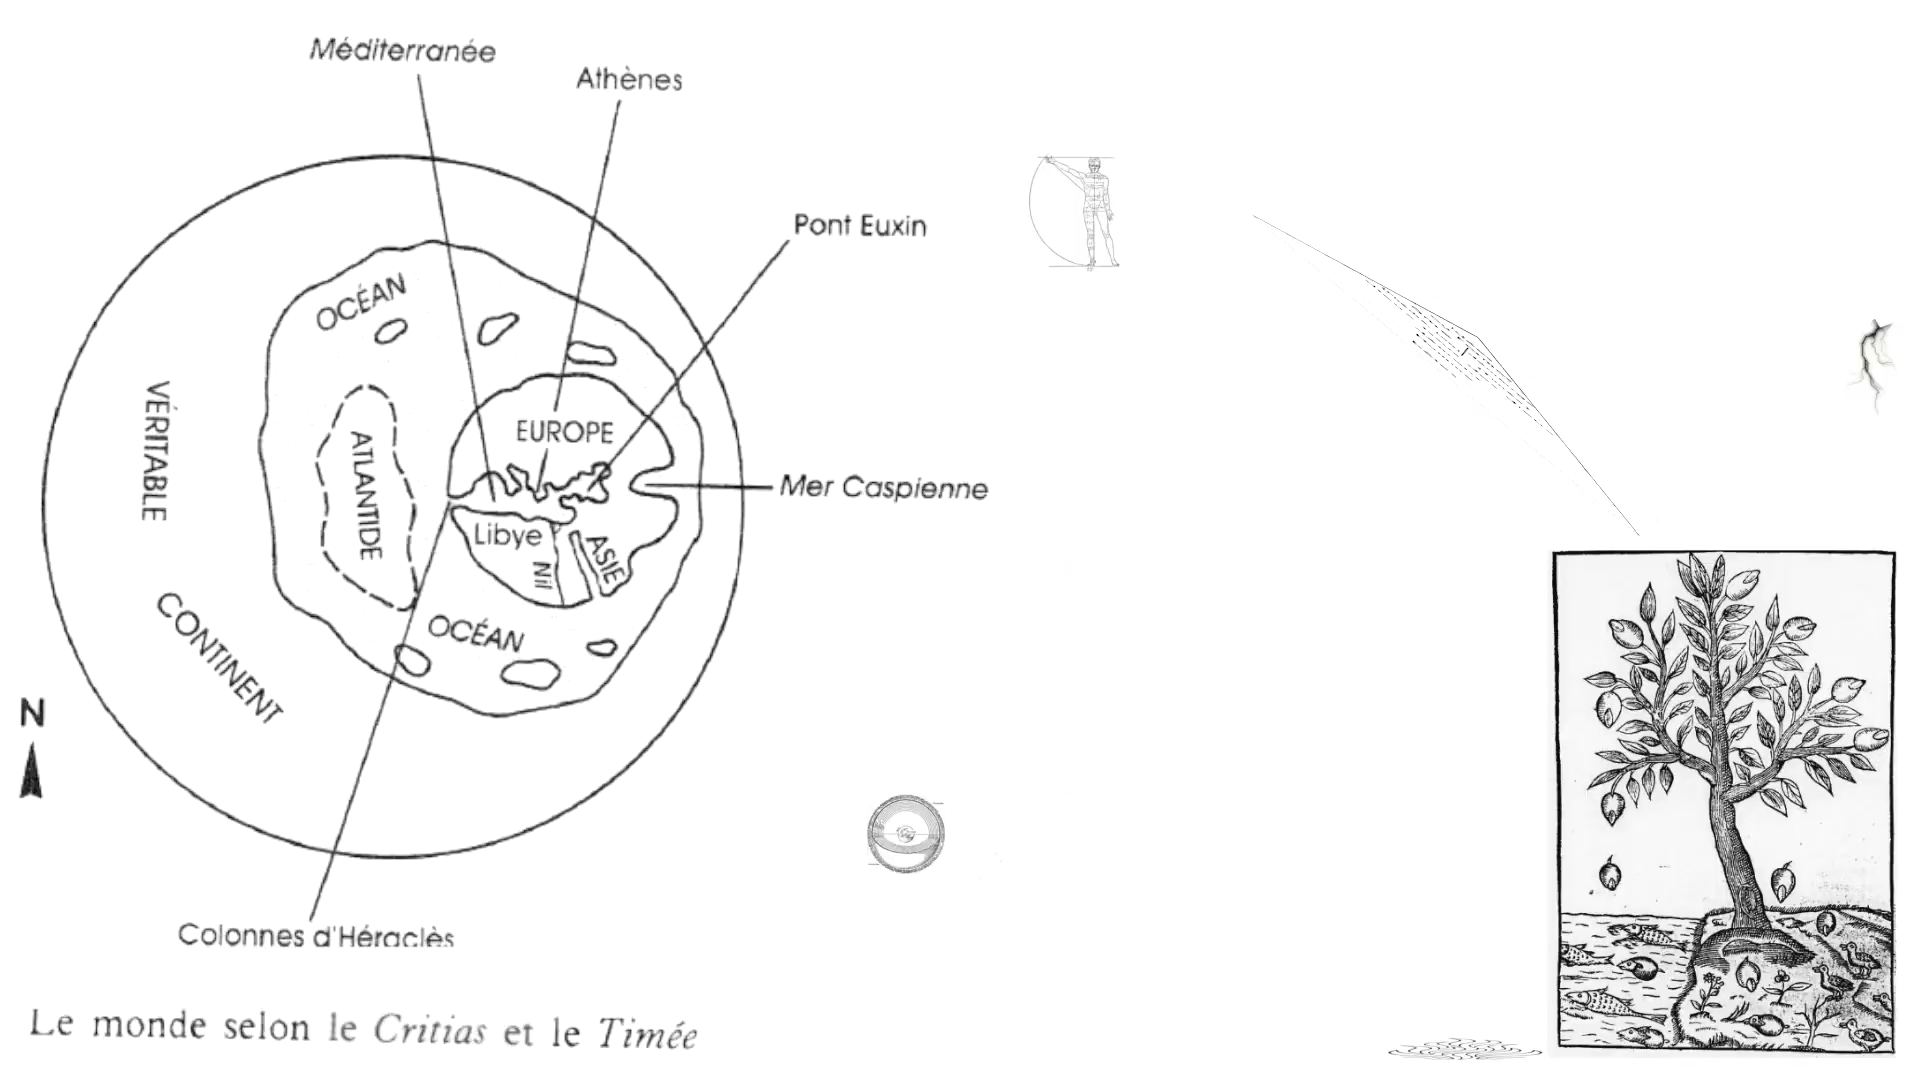 Méditerranée
Athènes
Pont Euxin
OCÉAN
VÉRITABLE
ATLANTIDE
EUROPE
Mer Caspienne
Libye
Nil
ASIE
CONTINENT
OCÉAN
N
Colonnes d'Héraclès
Le monde selon le Critias et le Timée